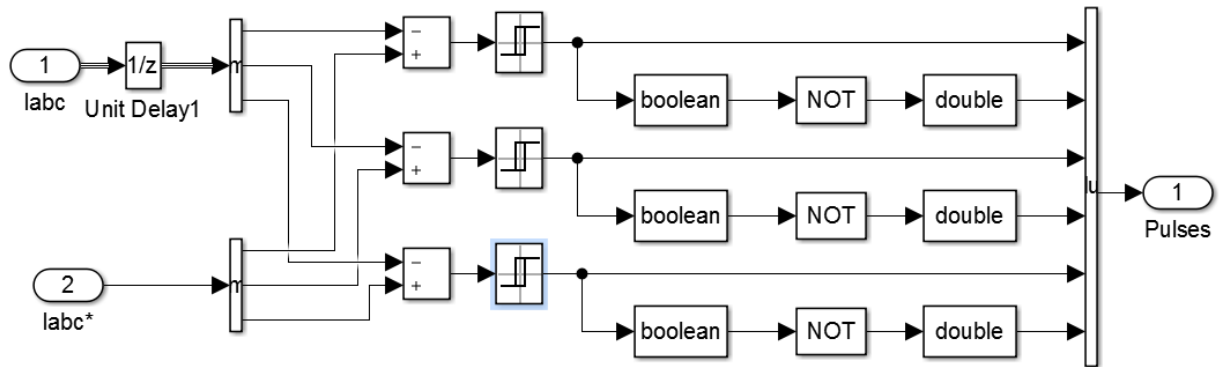 1
Iabc
1/z
Unit Delay1
m
−
+
boolean
NOT
double
−
+
boolean
NOT
double
1
Pulses
2
Iabc*
m
−
+
boolean
NOT
double